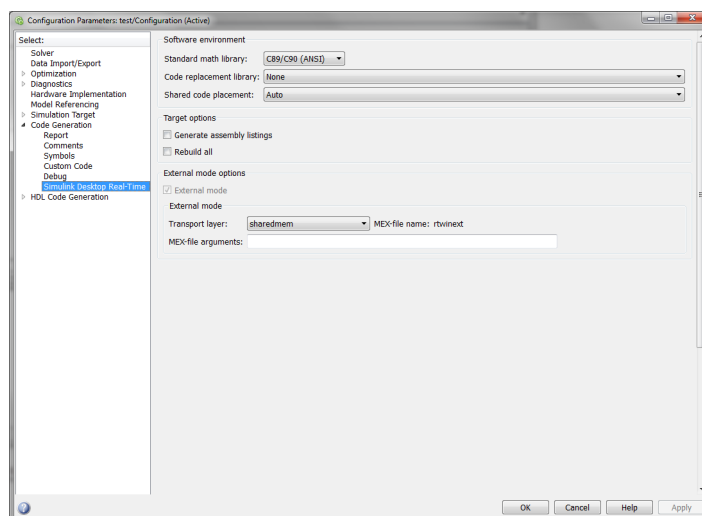 Configuration Parameters: test/Configuration (Active)
Select:
Solver
Data Import/Export
Optimization
Diagnostics
Hardware Implementation
Model Referencing
Simulation Target
Code Generation
Report
Comments
Symbols
Custom Code
Debug
Simulink Desktop Real-Time
HDL Code Generation
Software environment
Standard math library: C89/C90 (ANSI)
Code replacement library: None
Shared code placement: Auto
Target options
Generate assembly listings
Rebuild all
External mode options
External mode
External mode
Transport layer: sharedmem MEX-file name: rtwinext
MEX-file arguments:
OK Cancel Help Apply